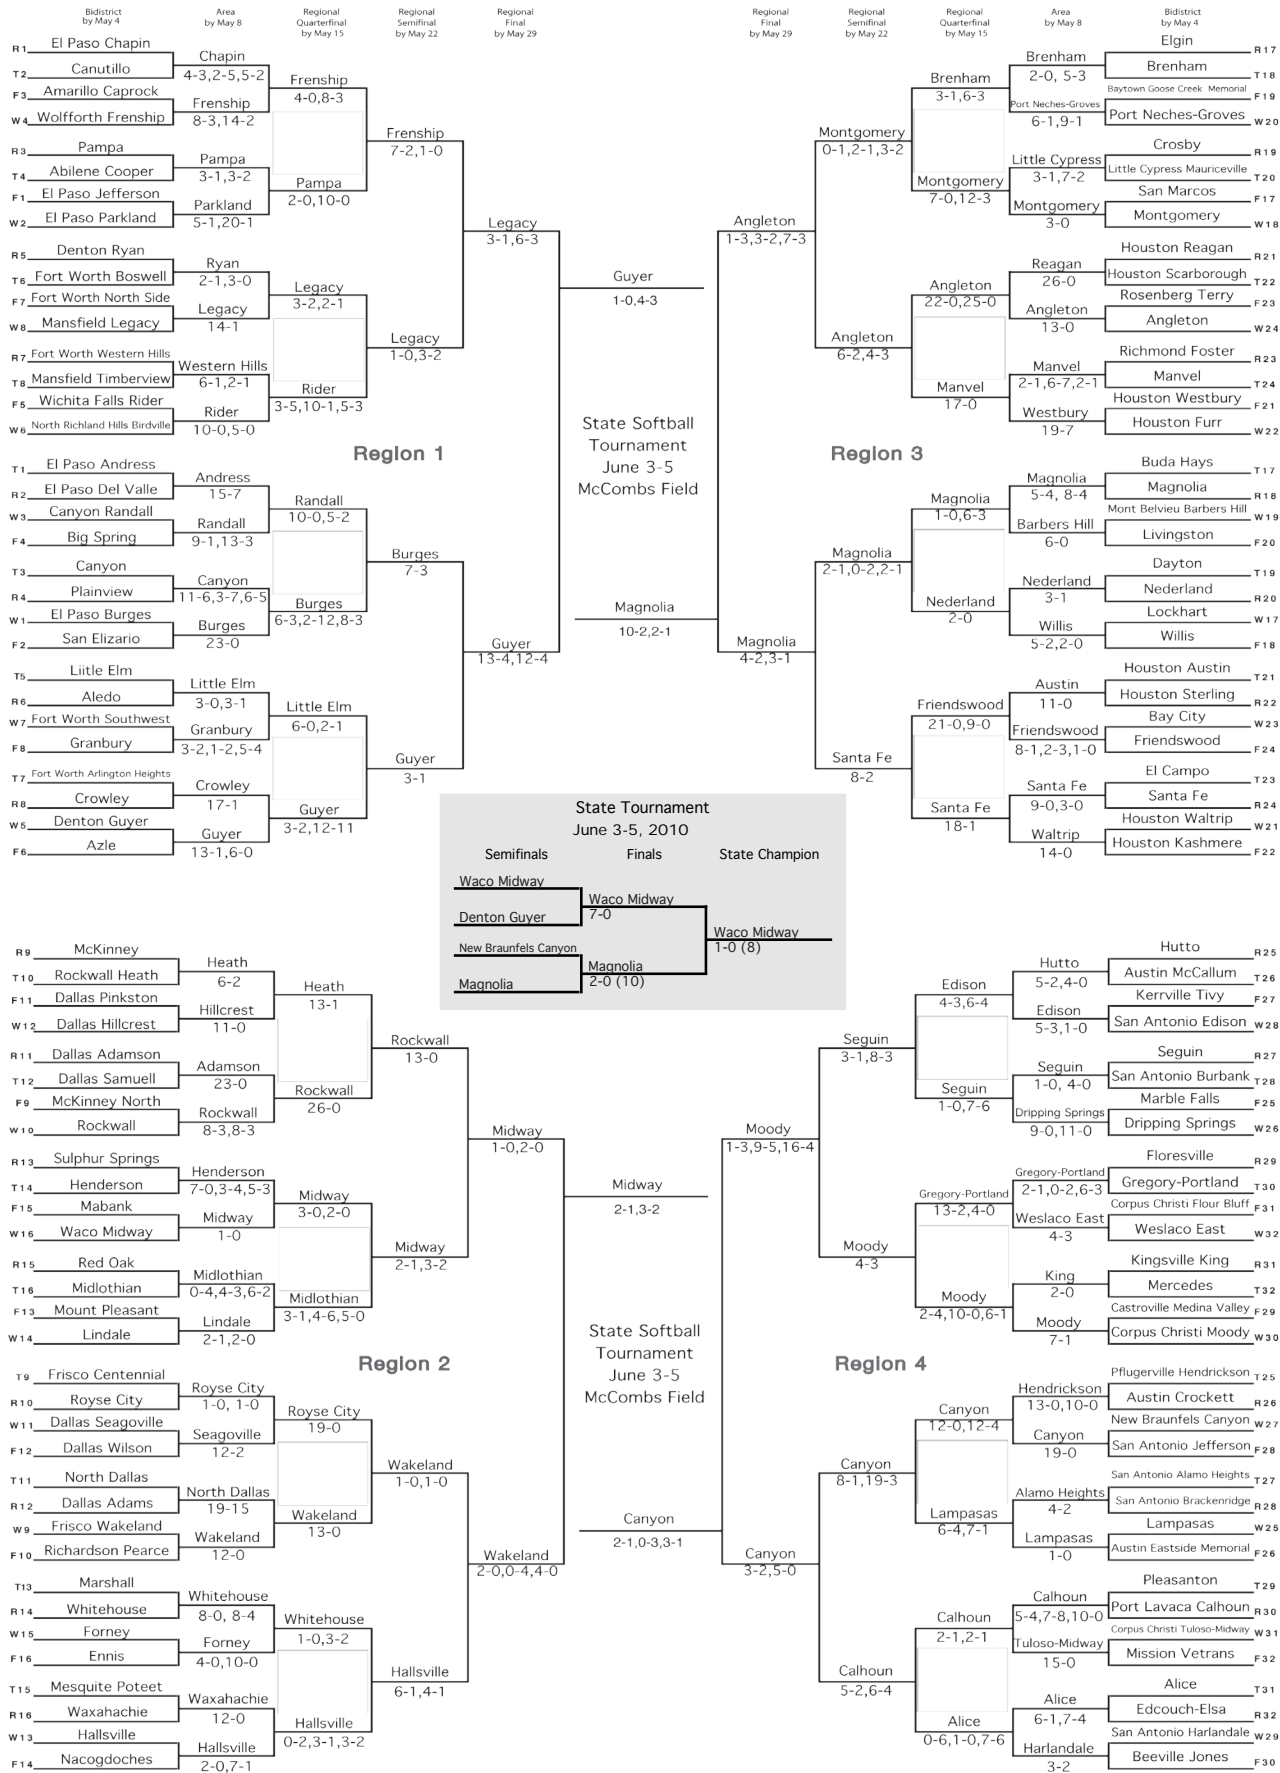 Bidistrict
by May 4
Area
by May 8
Regional
Quarterfinal
by May 15
Regional
Semifinal
by May 22
Regional
Final
by May 29
Regional
Final
by May 29
Regional
Semifinal
by May 22
Regional
Quarterfinal
by May 15
Area
by May 8
Bidistrict
by May 4
R1 El Paso Chapin
T2 Canutillo
F3 Amarillo Caprock
W4 Wolfforth Frenship
R3 Pampa
T4 Abilene Cooper
F1 El Paso Jefferson
W2 El Paso Parkland
R5 Denton Ryan
T6 Fort Worth Boswell
F7 Fort Worth North Side
W8 Mansfield Legacy
R7 Fort Worth Western Hills
T8 Mansfield Timberview
F5 Wichita Falls Rider
W6 North Richland Hills Birdville
Chapin
4-3,2-5,5-2
Frenship
8-3,14-2
Pampa
3-1,3-2
Parkland
5-1,20-1
Ryan
2-1,3-0
Legacy
14-1
Western Hills
6-1,2-1
Rider
10-0,5-0
Frenship
4-0,8-3
Pampa
2-0,10-0
Legacy
3-2,2-1
Rider
3-5,10-1,5-3
Frenship
7-2,1-0
Legacy
1-0,3-2
Legacy
3-1,6-3
Region 1
T1 El Paso Andress
R2 El Paso Del Valle
W3 Canyon Randall
F4 Big Spring
T3 Canyon
R4 Plainview
W1 El Paso Burges
F2 San Elizario
T5 Liitle Elm
R6 Aledo
W7 Fort Worth Southwest
F8 Granbury
T7 Fort Worth Arlington Heights
R8 Crowley
W5 Denton Guyer
F6 Azle
Andress
15-7
Randall
9-1,13-3
Canyon
11-6,3-7,6-5
Burges
23-0
Little Elm
3-0,3-1
Granbury
3-2,1-2,5-4
Crowley
17-1
Guyer
13-1,6-0
Randall
10-0,5-2
Burges
6-3,2-12,8-3
Little Elm
6-0,2-1
Guyer
3-2,12-11
Burges
7-3
Guyer
3-1
Guyer
13-4,12-4
Guyer
1-0,4-3
State Softball
Tournament
June 3-5
McCombs Field
Magnolia
10-2,2-1
Elgin R17
Brenham T18
Baytown Goose Creek Memorial F19
Port Neches-Groves W20
Crosby R19
Little Cypress Mauriceville T20
San Marcos F17
Montgomery W18
Houston Reagan R21
Houston Scarborough T22
Rosenberg Terry F23
Angleton W24
Richmond Foster R23
Manvel T24
Houston Westbury F21
Houston Furr W22
Brenham
2-0, 5-3
Port Neches-Groves
6-1,9-1
Little Cypress
3-1,7-2
Montgomery
3-0
Reagan
26-0
Angleton
13-0
Manvel
2-1,6-7,2-1
Westbury
19-7
Brenham
3-1,6-3
Montgomery
7-0,12-3
Angleton
22-0,25-0
Manvel
17-0
Montgomery
0-1,2-1,3-2
Angleton
6-2,4-3
Angleton
1-3,3-2,7-3
Region 3
Buda Hays T17
Magnolia R18
Mont Belvieu Barbers Hill W19
Livingston F20
Dayton T19
Nederland R20
Lockhart W17
Willis F18
Houston Austin T21
Houston Sterling R22
Bay City W23
Friendswood F24
El Campo T23
Santa Fe R24
Houston Waltrip W21
Houston Kashmere F22
Magnolia
5-4, 8-4
Barbers Hill
6-0
Nederland
3-1
Willis
5-2,2-0
Austin
11-0
Friendswood
8-1,2-3,1-0
Santa Fe
9-0,3-0
Waltrip
14-0
Magnolia
1-0,6-3
Nederland
2-0
Friendswood
21-0,9-0
Santa Fe
18-1
Magnolia
2-1,0-2,2-1
Santa Fe
8-2
Magnolia
4-2,3-1
State Tournament
June 3-5, 2010
Semifinals Finals State Champion
Waco Midway
Denton Guyer
New Braunfels Canyon
Magnolia
Waco Midway
7-0
Magnolia
2-0 (10)
Waco Midway
1-0 (8)
R9 McKinney
T10 Rockwall Heath
F11 Dallas Pinkston
W12 Dallas Hillcrest
R11 Dallas Adamson
T12 Dallas Samuell
F9 McKinney North
W10 Rockwall
R13 Sulphur Springs
T14 Henderson
F15 Mabank
W16 Waco Midway
R15 Red Oak
T16 Midlothian
F13 Mount Pleasant
W14 Lindale
Heath
6-2
Hillcrest
11-0
Adamson
23-0
Rockwall
8-3,8-3
Henderson
7-0,3-4,5-3
Midway
1-0
Midlothian
0-4,4-3,6-2
Lindale
2-1,2-0
Heath
13-1
Rockwall
26-0
Midway
3-0,2-0
Midlothian
3-1,4-6,5-0
Rockwall
13-0
Midway
2-1,3-2
Midway
1-0,2-0
Region 2
T9 Frisco Centennial
R10 Royse City
W11 Dallas Seagoville
F12 Dallas Wilson
T11 North Dallas
R12 Dallas Adams
W9 Frisco Wakeland
F10 Richardson Pearce
T13 Marshall
R14 Whitehouse
W15 Forney
F16 Ennis
T15 Mesquite Poteet
R16 Waxahachie
W13 Hallsville
F14 Nacogdoches
Royse City
1-0, 1-0
Seagoville
12-2
North Dallas
19-15
Wakeland
12-0
Whitehouse
8-0, 8-4
Forney
4-0,10-0
Waxahachie
12-0
Hallsville
2-0,7-1
Royse City
19-0
Wakeland
13-0
Whitehouse
1-0,3-2
Hallsville
0-2,3-1,3-2
Wakeland
1-0,1-0
Hallsville
6-1,4-1
Wakeland
2-0,0-4,4-0
Midway
2-1,3-2
State Softball
Tournament
June 3-5
McCombs Field
Canyon
2-1,0-3,3-1
Hutto R25
Austin McCallum T26
Kerrville Tivy F27
San Antonio Edison W28
Seguin R27
San Antonio Burbank T28
Marble Falls F25
Dripping Springs W26
Floresville R29
Gregory-Portland T30
Corpus Christi Flour Bluff F31
Weslaco East W32
Kingsville King R31
Mercedes T32
Castroville Medina Valley F29
Corpus Christi Moody W30
Hutto
5-2,4-0
Edison
5-3,1-0
Seguin
1-0, 4-0
Dripping Springs
9-0,11-0
Gregory-Portland
2-1,0-2,6-3
Weslaco East
4-3
King
2-0
Moody
7-1
Edison
4-3,6-4
Seguin
1-0,7-6
Gregory-Portland
13-2,4-0
Moody
2-4,10-0,6-1
Seguin
3-1,8-3
Moody
4-3
Moody
1-3,9-5,16-4
Region 4
Pflugerville Hendrickson T25
Austin Crockett R26
New Braunfels Canyon W27
San Antonio Jefferson F28
San Antonio Alamo Heights T27
San Antonio Brackenridge R28
Lampasas W25
Austin Eastside Memorial F26
Pleasanton T29
Port Lavaca Calhoun R30
Corpus Christi Tuloso-Midway W31
Mission Vetrans F32
Alice T31
Edcouch-Elsa R32
San Antonio Harlandale W29
Beeville Jones F30
Hendrickson
13-0,10-0
Canyon
19-0
Alamo Heights
4-2
Lampasas
1-0
Calhoun
5-4,7-8,10-0
Tuloso-Midway
15-0
Alice
6-1,7-4
Harlandale
3-2
Canyon
12-0,12-4
Lampasas
6-4,7-1
Calhoun
2-1,2-1
Alice
0-6,1-0,7-6
Canyon
8-1,19-3
Calhoun
5-2,6-4
Canyon
3-2,5-0